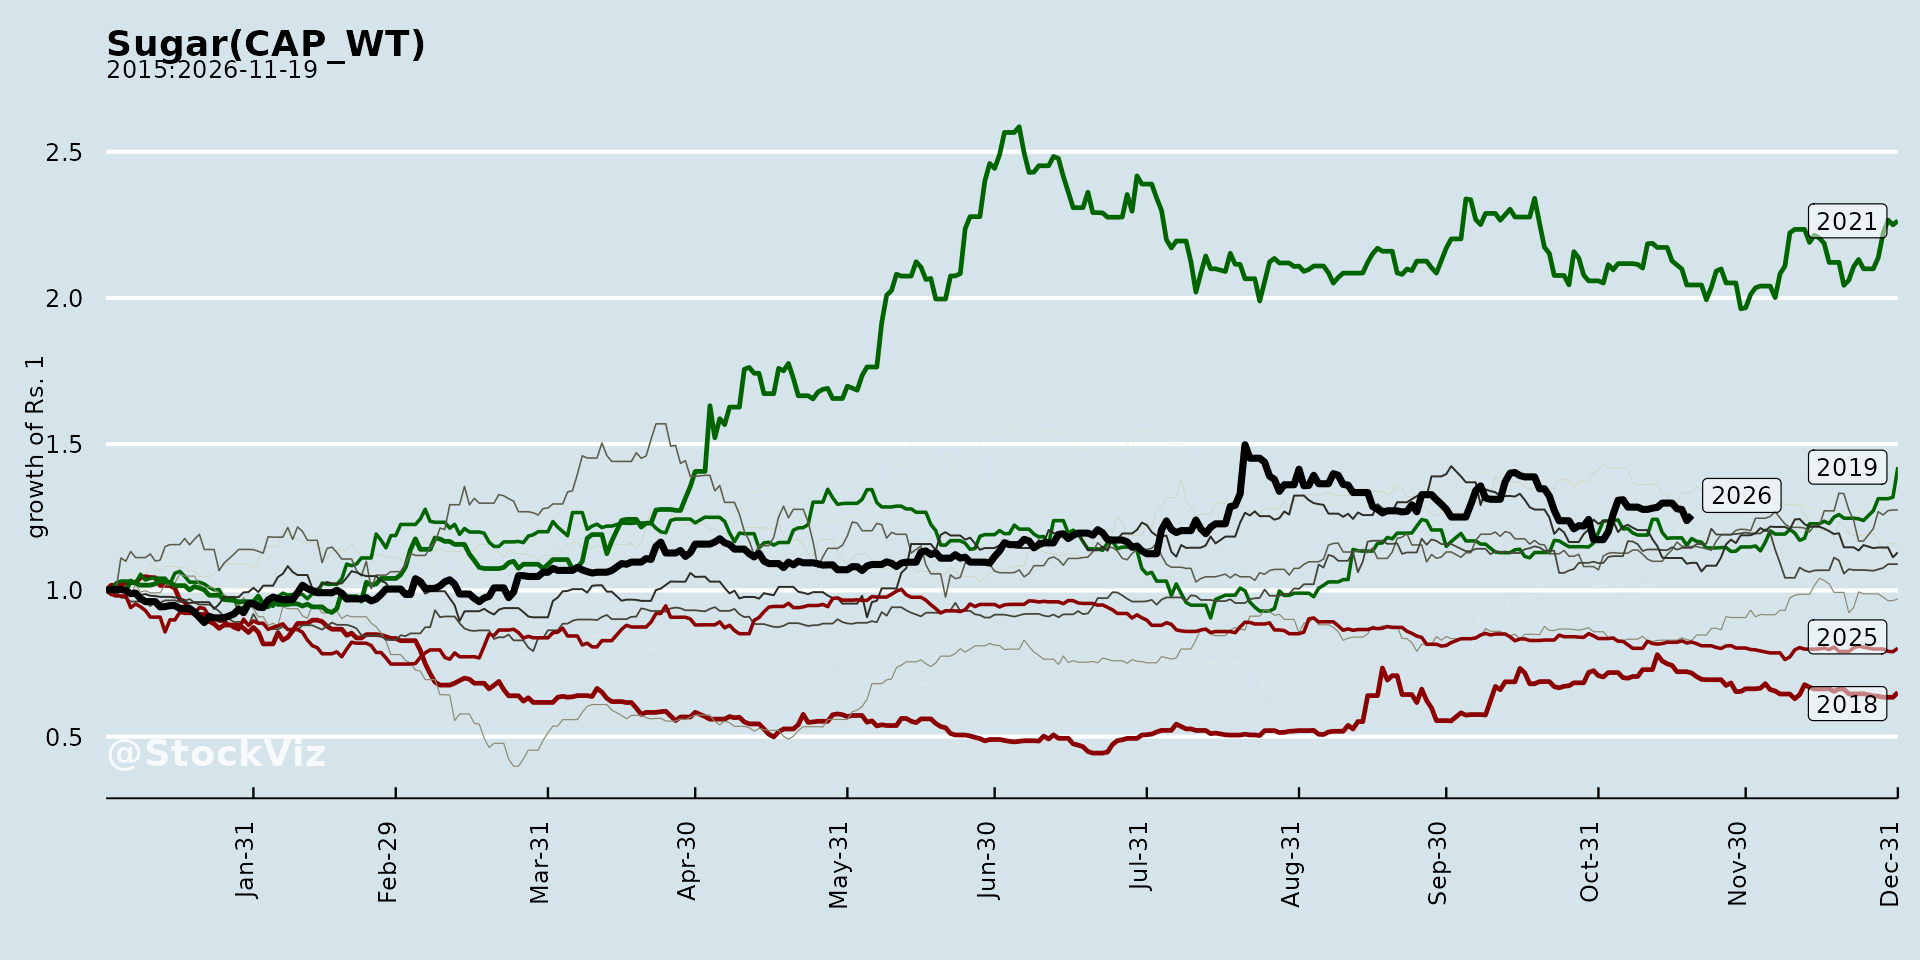 Sugar(CAP_WT)
2015:2026-11-19
growth of Rs. 1
2.5
2.0
1.5
1.0
0.5
2021
2019
2026
2025
2018
@StockViz
Jan-31
Feb-29
Mar-31
Apr-30
May-31
Jun-30
Jul-31
Aug-31
Sep-30
Oct-31
Nov-30
Dec-31